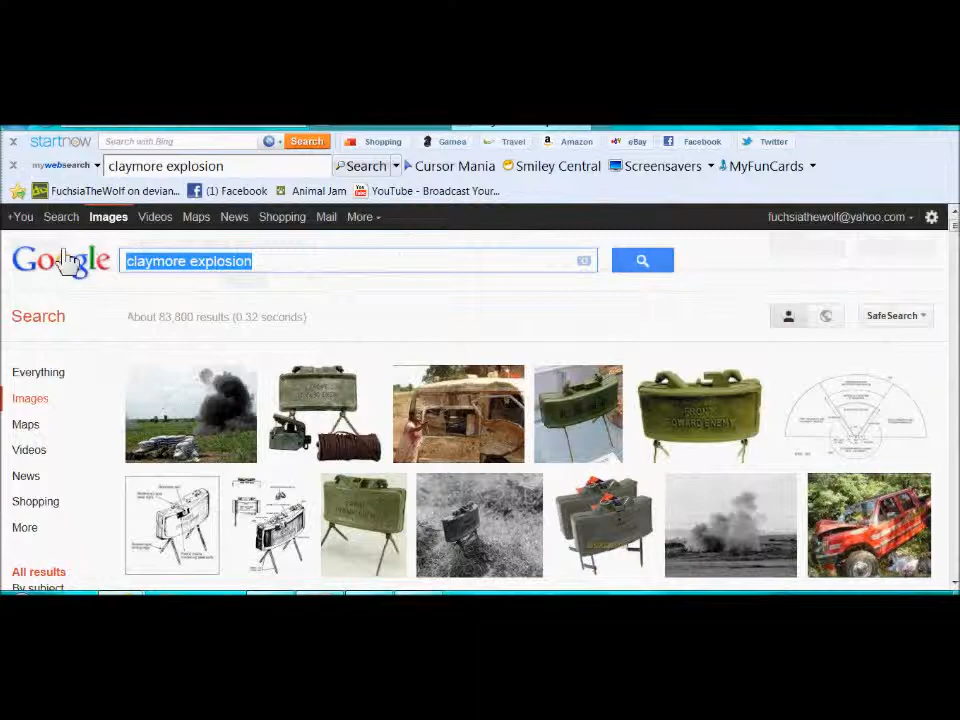 x startnow Search with Bing Search Shopping Games Travel Amazon eBay Facebook Twitter
x mywebsearch claymore explosion Search Cursor Mania Smiley Central Screensavers MyFunCards
FuchsiaTheWolf on devian... (1) Facebook Animal Jam YouTube - Broadcast Your...
+You Search Images Videos Maps News Shopping Mail More fuchsiathewolf@yahoo.com
Google claymore explosion
Search About 83,800 results (0.32 seconds) SafeSearch
Everything
Images
Maps
FRONT
TOWARD ENEMY
Videos
News
Shopping
More
All results
By subject